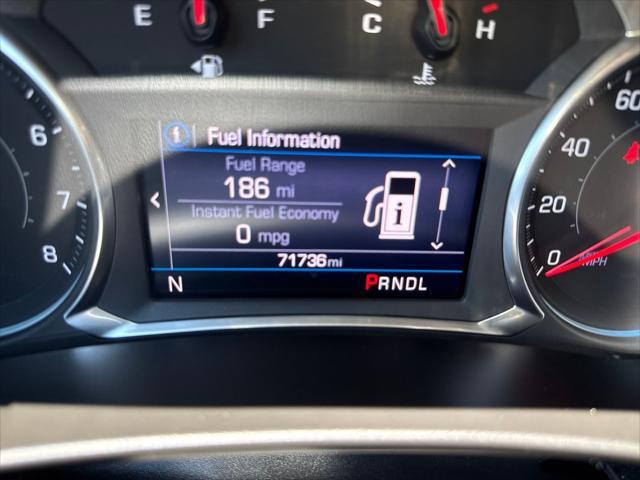 E F C H
6 7 8
Fuel Information
Fuel Range
186 mi
Instant Fuel Economy
0 mpg
71736mi
N PRNDL
60
40
20
0
MPH